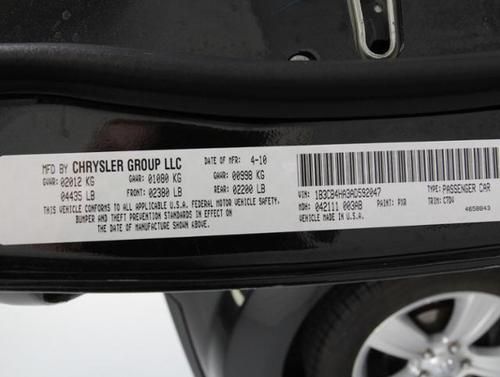 MFD BY CHRYSLER GROUP LLC DATE OF MFR: 4-10
GVWR: 02012 KG GAWR: 01080 KG GAWR: 00998 KG
04435 LB FRONT: 02380 LB REAR: 02200 LB
THIS VEHICLE CONFORMS TO ALL APPLICABLE U.S.A. FEDERAL MOTOR VEHICLE SAFETY,
BUMPER AND THEFT PREVENTION STANDARDS IN EFFECT ON
THE DATE OF MANUFACTURE SHOWN ABOVE.
VIN: 1B3CB4HA9AD592047 TYPE: PASSENGER CAR
MDH: 042111 003AB PAINT: PXR TRIM: CTDV
VEHICLE MADE IN U.S.A. 4658843